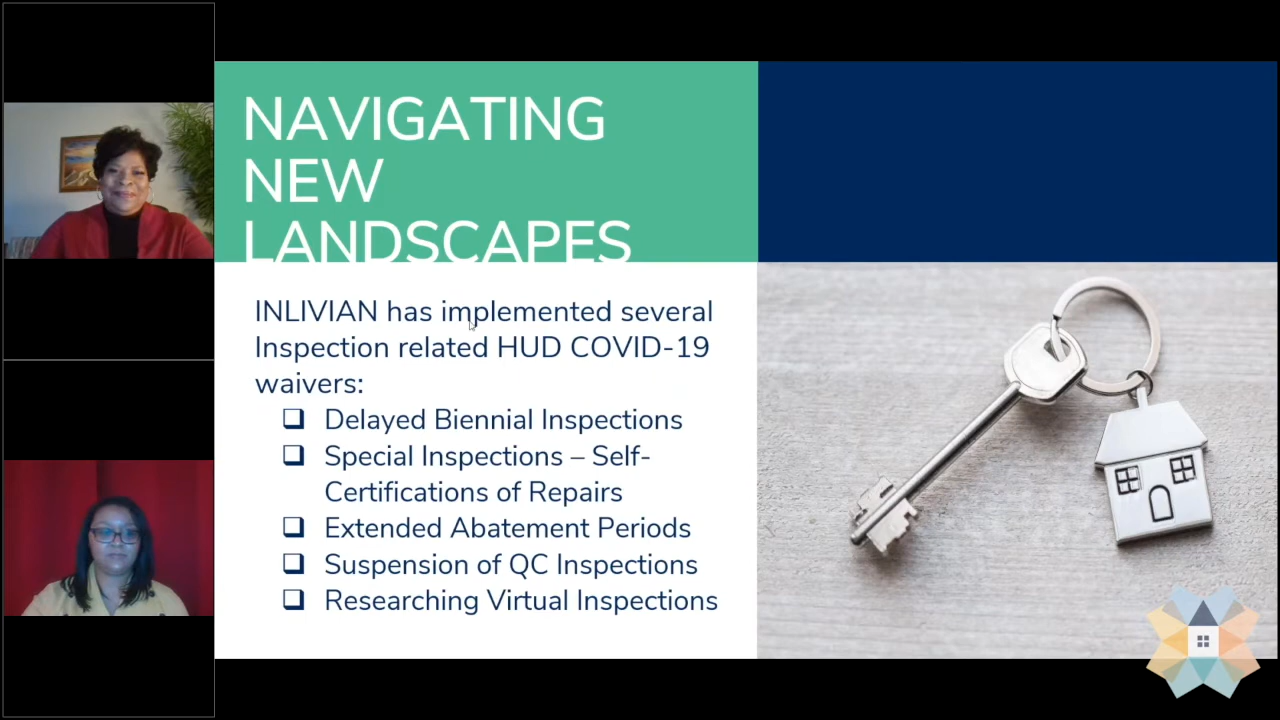 NAVIGATING
NEW
LANDSCAPES
INLIVIAN has implemented several
Inspection related HUD COVID-19
waivers:
❑ Delayed Biennial Inspections
❑ Special Inspections – Self-
Certifications of Repairs
❑ Extended Abatement Periods
❑ Suspension of QC Inspections
❑ Researching Virtual Inspections